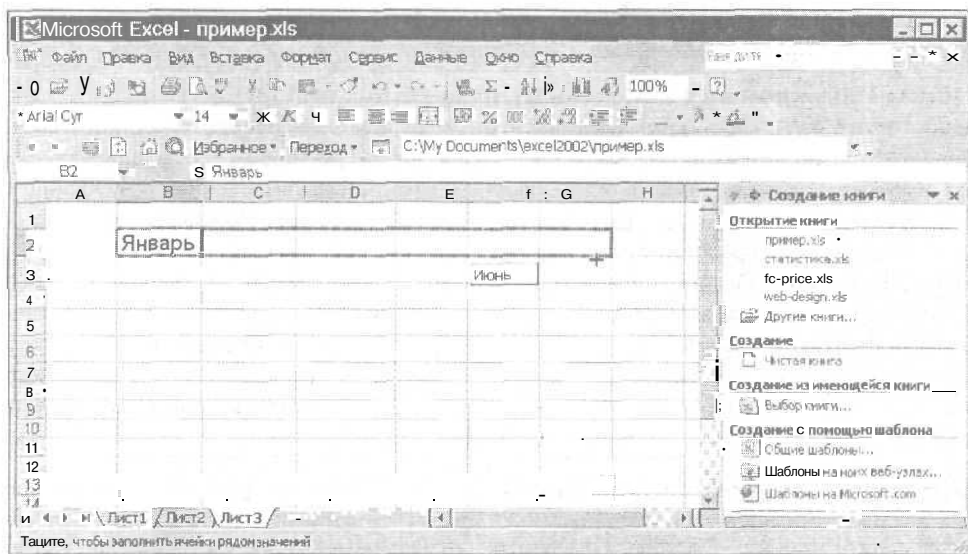 Microsoft Excel - пример.xls
Файл Правка Вид Вставка Формат Сервис Данные Окно Справка
100%
Arial Cyr 14 Ж К Ч
Избранное Переход C:\My Documents\excel2002\пример.xls
B2 S Январь
A B C D E f : G H
Создание книги
1
Открытие книги
2 Январь
пример.xls
статистика.xls
3 Июнь
fc-price.xls
4
web-design.xls
Другие книги...
5
Создание
6
Чистая книга
7
Создание из имеющейся книги
8
Выбор книги...
9
10
Создание с помощью шаблона
11
Общие шаблоны...
12
Шаблоны на моих веб-узлах...
13
Шаблоны на Microsoft.com
14
Лист1 Лист2 Лист3
Тащите, чтобы заполнить ячейки рядом значений